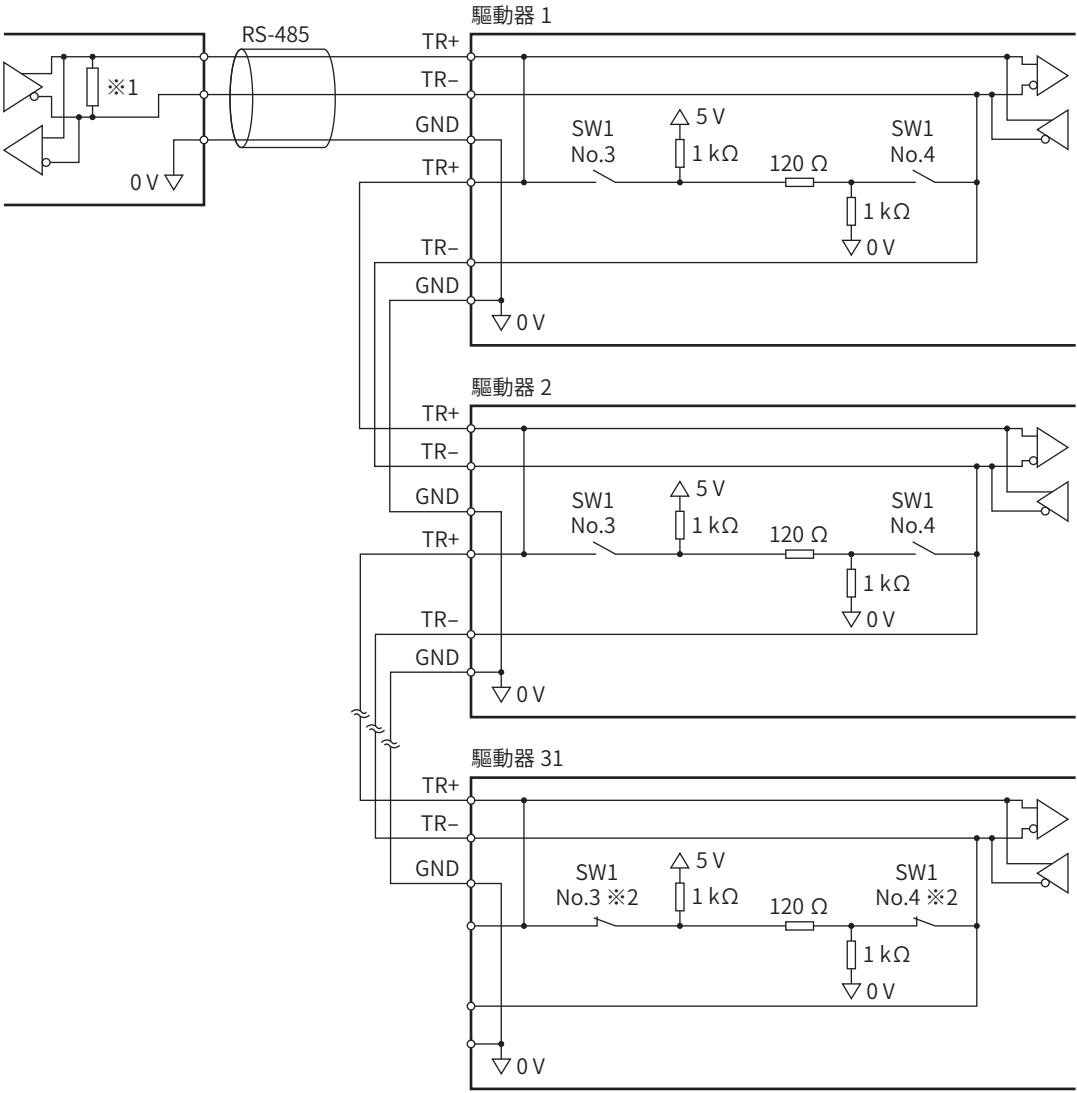 驅動器 1
RS-485
※1
0 V
TR+
TR–
GND
TR+
TR–
GND
SW1
No.3
5 V
1 kΩ
120 Ω
SW1
No.4
1 kΩ
0 V
0 V
驅動器 2
TR+
TR–
GND
TR+
TR–
GND
SW1
No.3
5 V
1 kΩ
120 Ω
SW1
No.4
1 kΩ
0 V
0 V
驅動器 31
TR+
TR–
GND
SW1
No.3 ※2
5 V
1 kΩ
120 Ω
SW1
No.4 ※2
1 kΩ
0 V
0 V